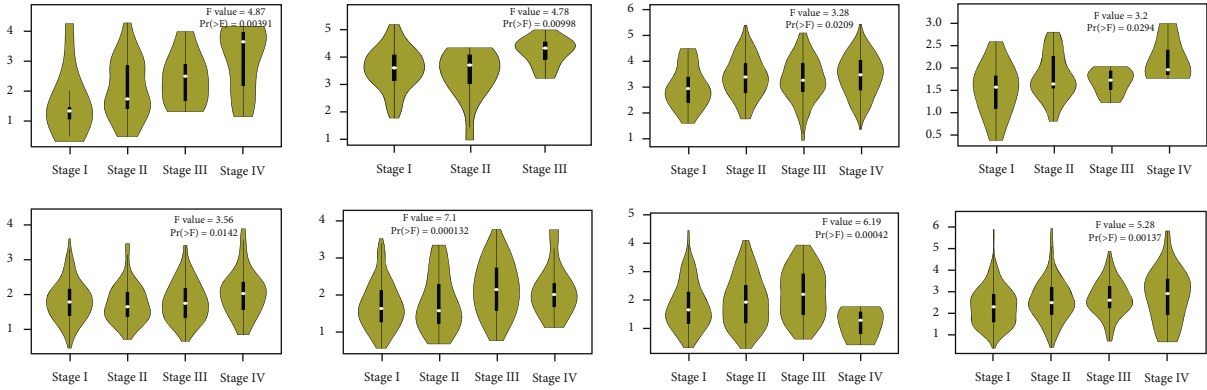 F value = 4.87
Pr(>F) = 0.00391
4
3
2
1
Stage I Stage II Stage III Stage IV
F value = 4.78
Pr(>F) = 0.00998
5
4
3
2
1
Stage I Stage II Stage III
F value = 3.28
Pr(>F) = 0.0209
6
5
4
3
2
1
Stage I Stage II Stage III Stage IV
F value = 3.2
Pr(>F) = 0.0294
3.0
2.5
2.0
1.5
1.0
0.5
Stage I Stage II Stage III Stage IV
F value = 3.56
Pr(>F) = 0.0142
4
3
2
1
Stage I Stage II Stage III Stage IV
F value = 7.1
Pr(>F) = 0.000132
4
3
2
1
Stage I Stage II Stage III Stage IV
F value = 6.19
Pr(>F) = 0.00042
5
4
3
2
1
Stage I Stage II Stage III Stage IV
F value = 5.28
Pr(>F) = 0.00137
6
5
4
3
2
1
Stage I Stage II Stage III Stage IV